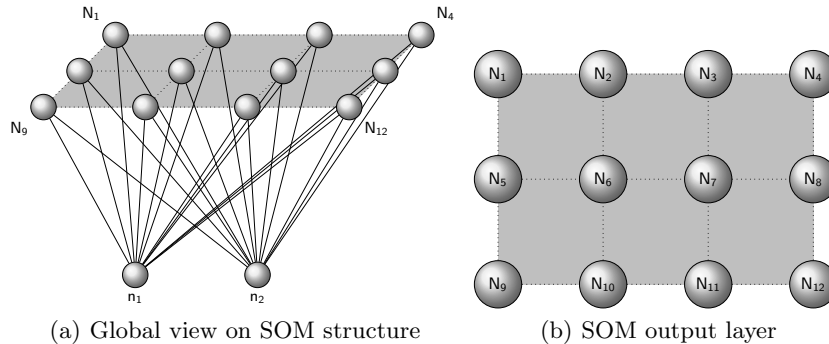 N₁
N₄
N₉
N₁₂
n₁
n₂
(a) Global view on SOM structure
N₁ N₂ N₃ N₄
N₅ N₆ N₇ N₈
N₉ N₁₀ N₁₁ N₁₂
(b) SOM output layer